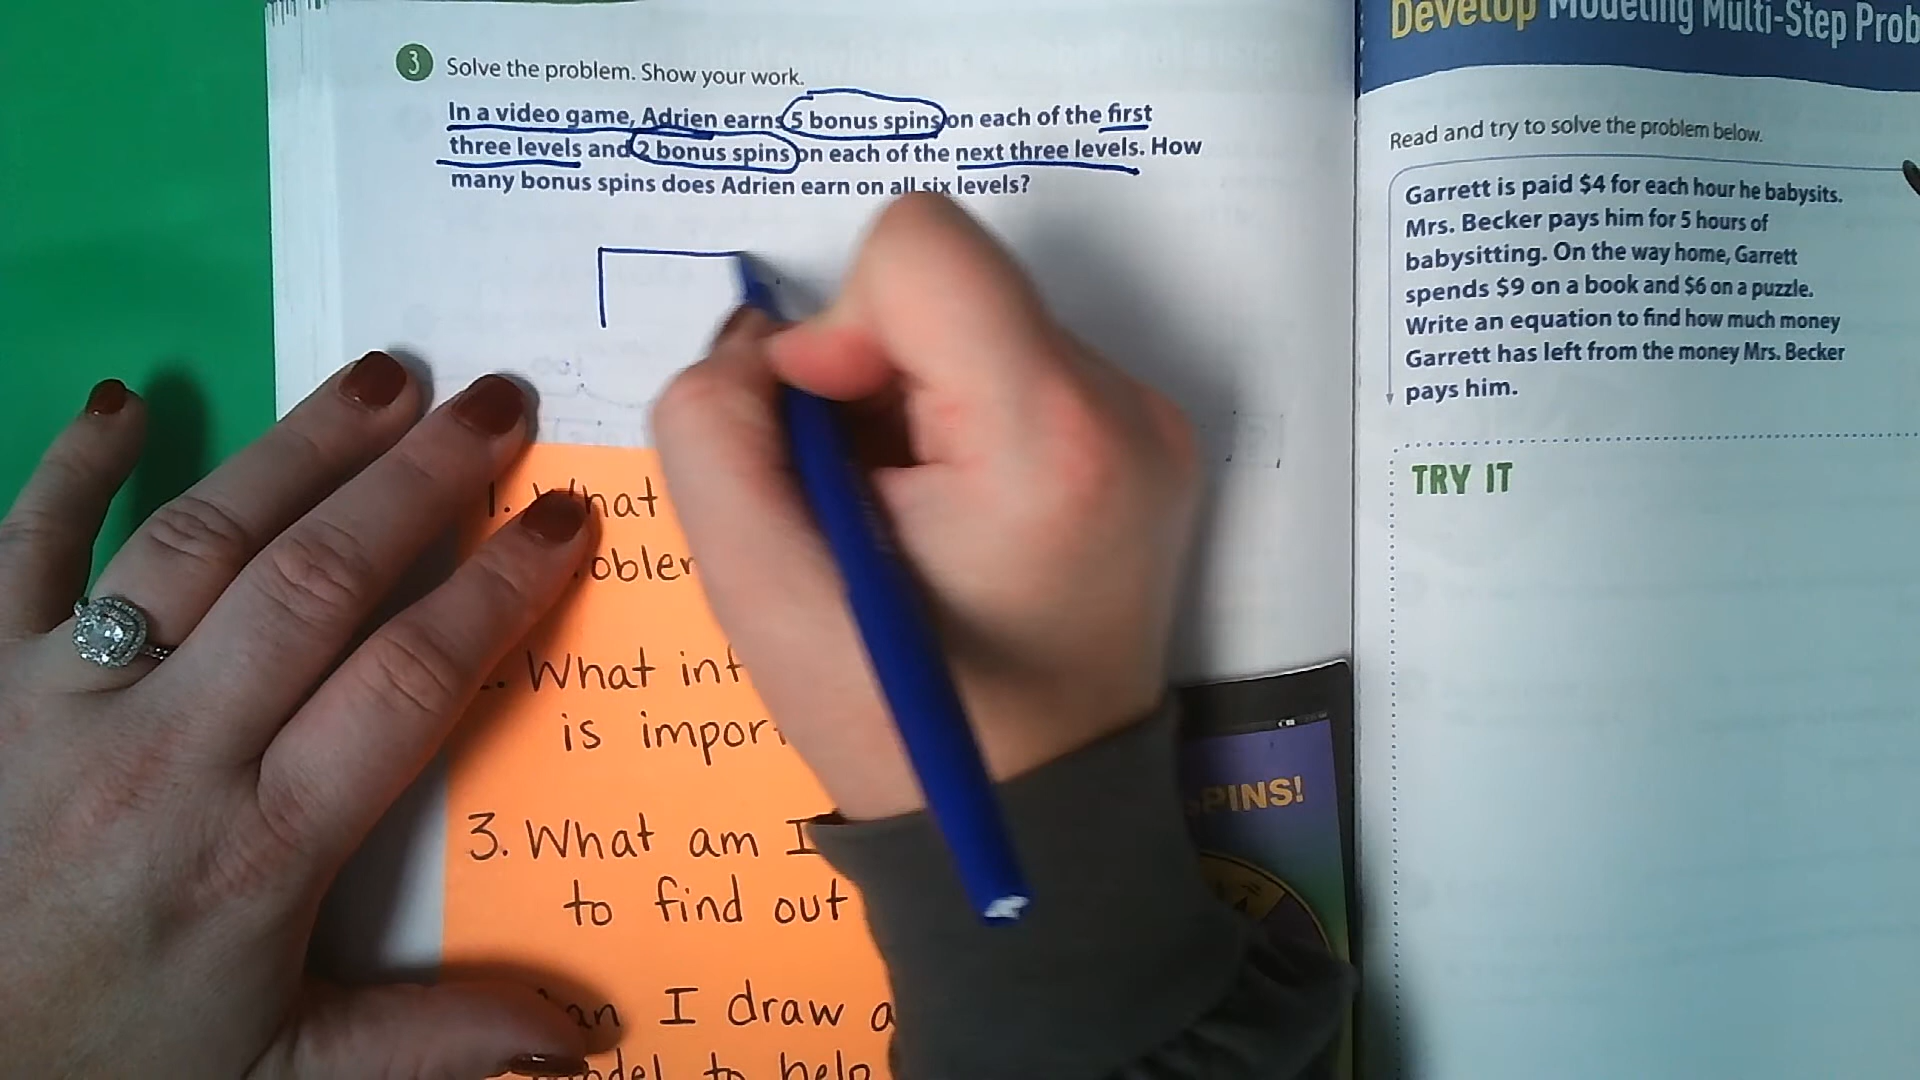 3 Solve the problem. Show your work.
In a video game, Adrien earns 5 bonus spins on each of the first
three levels and 2 bonus spins on each of the next three levels. How
many bonus spins does Adrien earn on all six levels?
1. What
What inf
is impor
3. What am I
to find out
I draw a
to help
PINS!
Develop Modeling Multi-Step Prob
Read and try to solve the problem below.
Garrett is paid $4 for each hour he babysits.
Mrs. Becker pays him for 5 hours of
babysitting. On the way home, Garrett
spends $9 on a book and $6 on a puzzle.
Write an equation to find how much money
Garrett has left from the money Mrs. Becker
pays him.
TRY IT